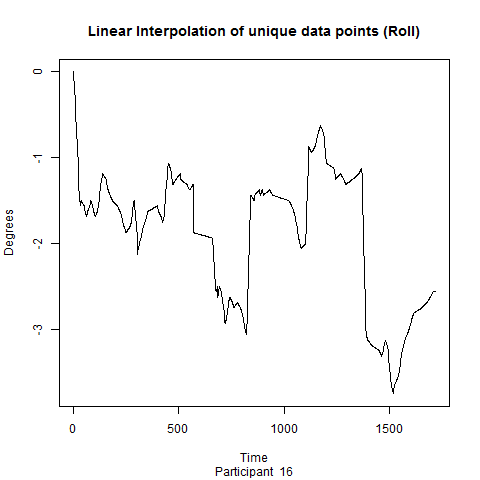 Linear Interpolation of unique data points (Roll)
0
-1
-2
-3
Degrees
0 500 1000 1500
Time
Participant 16